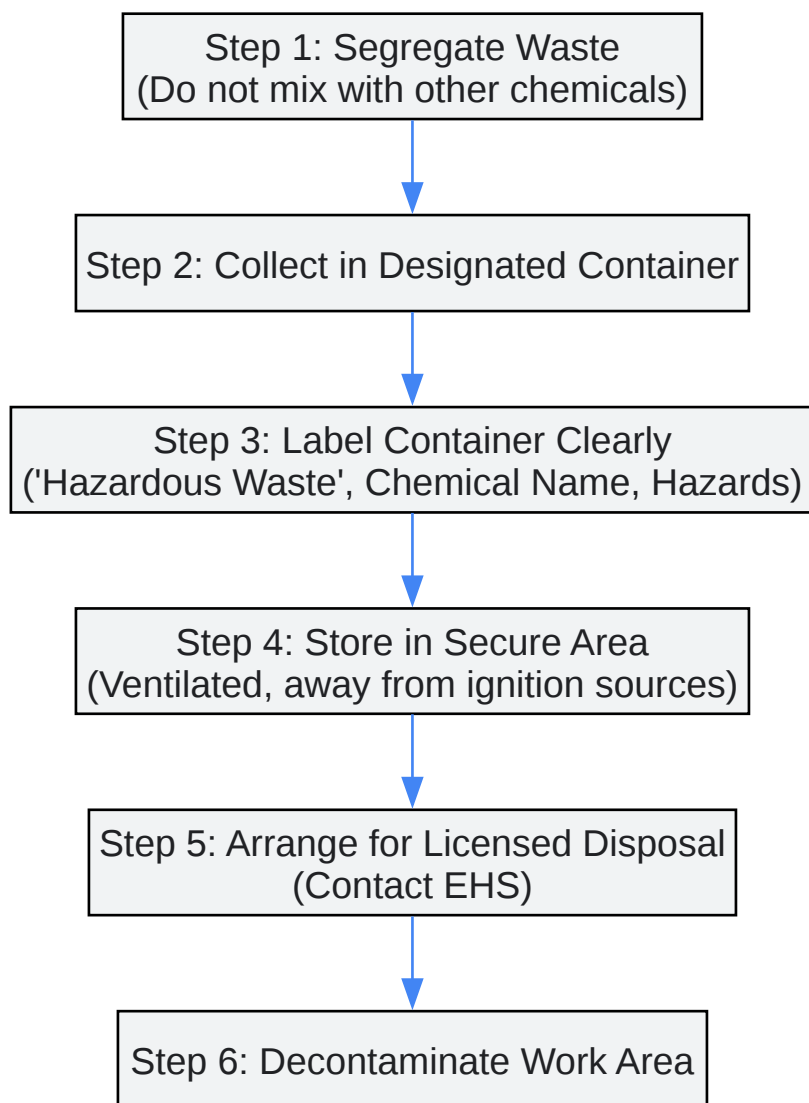 Step 1: Segregate Waste
(Do not mix with other chemicals)
Step 2: Collect in Designated Container
Step 3: Label Container Clearly
('Hazardous Waste', Chemical Name, Hazards)
Step 4: Store in Secure Area
(Ventilated, away from ignition sources)
Step 5: Arrange for Licensed Disposal
(Contact EHS)
Step 6: Decontaminate Work Area